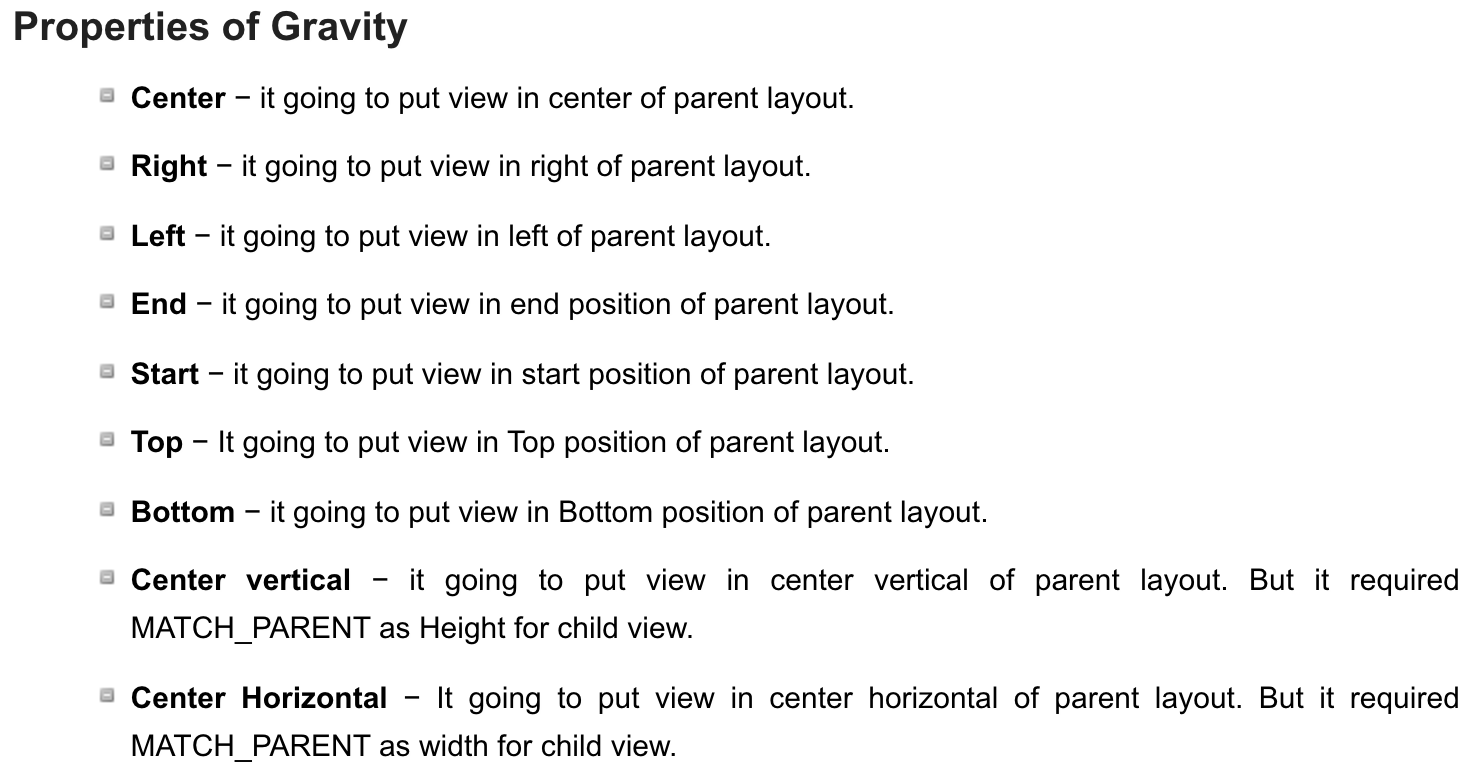 Properties of Gravity
Center − it going to put view in center of parent layout.
Right − it going to put view in right of parent layout.
Left − it going to put view in left of parent layout.
End − it going to put view in end position of parent layout.
Start − it going to put view in start position of parent layout.
Top − It going to put view in Top position of parent layout.
Bottom − it going to put view in Bottom position of parent layout.
Center vertical − it going to put view in center vertical of parent layout. But it required
MATCH_PARENT as Height for child view.
Center Horizontal − It going to put view in center horizontal of parent layout. But it required
MATCH_PARENT as width for child view.